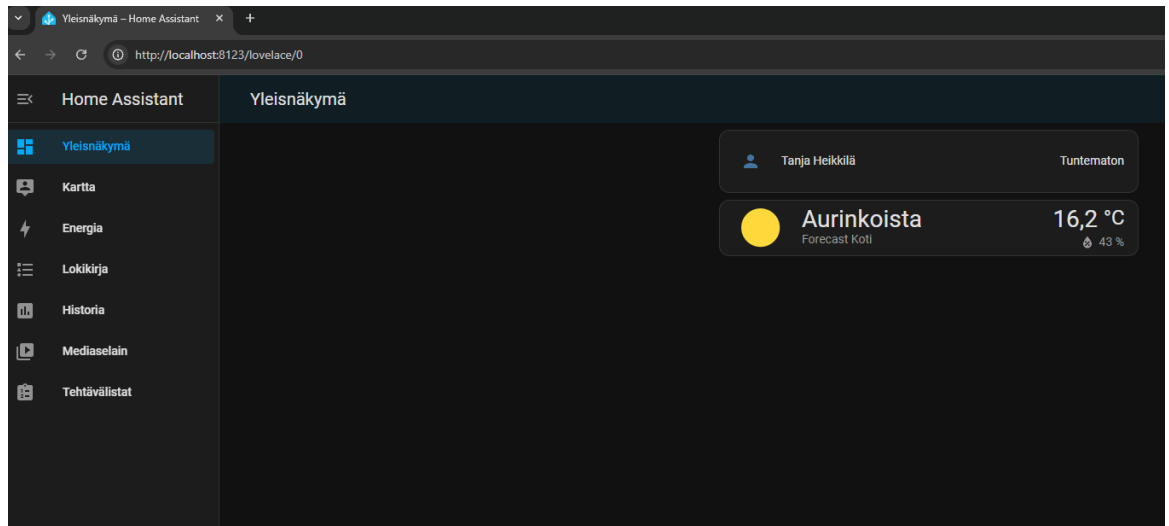 Yleisnäkymä – Home Assistant
http://localhost:8123/lovelace/0
Home Assistant
Yleisnäkymä
Yleisnäkymä
Kartta
Energia
Lokikirja
Historia
Mediaselain
Tehtävälistat
Tanja Heikkilä Tuntematon
Aurinkoista 16,2 °C
Forecast Koti 43 %